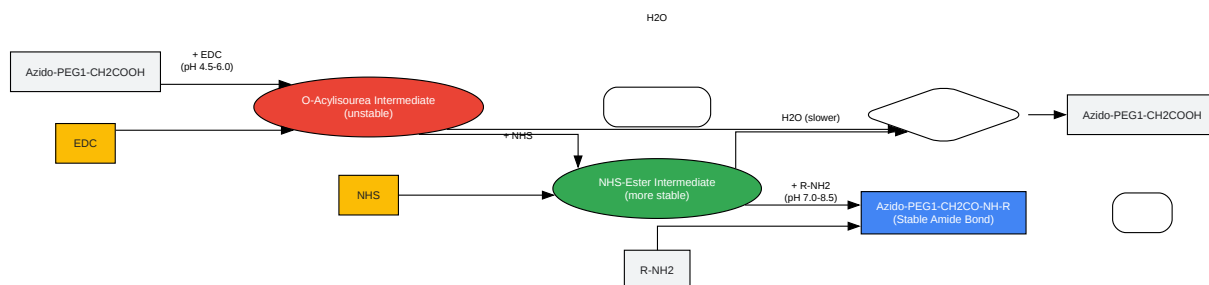 H2O
+ EDC
(pH 4.5-6.0)
Azido-PEG1-CH2COOH
O-Acylisourea Intermediate
(unstable)
EDC
+ NHS
H2O (slower)
Azido-PEG1-CH2COOH
NHS
NHS-Ester Intermediate
(more stable)
+ R-NH2
(pH 7.0-8.5)
Azido-PEG1-CH2CO-NH-R
(Stable Amide Bond)
R-NH2